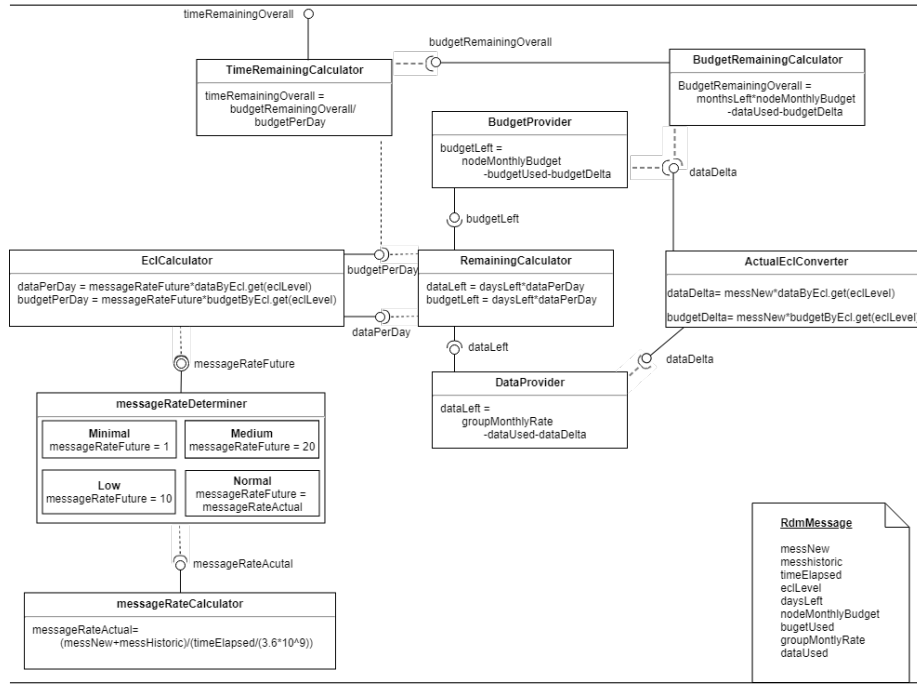 timeRemainingOverall
budgetRemainingOverall
TimeRemainingCalculator
timeRemainingOverall =
budgetRemainingOverall/
budgetPerDay
BudgetRemainingCalculator
BudgetRemainingOverall =
monthsLeft*nodeMonthlyBudget
-dataUsed-budgetDelta
BudgetProvider
budgetLeft =
nodeMonthlyBudget
-budgetUsed-budgetDelta
dataDelta
budgetLeft
EclCalculator
dataPerDay = messageRateFuture*dataByEcl.get(eclLevel)
budgetPerDay = messageRateFuture*budgetByEcl.get(eclLevel)
budgetPerDay
dataPerDay
RemainingCalculator
dataLeft = daysLeft*dataPerDay
budgetLeft = daysLeft*dataPerDay
ActualEclConverter
dataDelta= messNew*dataByEcl.get(eclLevel)
budgetDelta= messNew*budgetByEcl.get(eclLevel)
messageRateFuture
dataLeft
dataDelta
DataProvider
dataLeft =
groupMonthlyRate
-dataUsed-dataDelta
messageRateDeterminer
Minimal
messageRateFuture = 1
Medium
messageRateFuture = 20
Low
messageRateFuture = 10
Normal
messageRateFuture =
messageRateActual
messageRateAcutal
messageRateCalculator
messageRateActual=
(messNew+messHistoric)/(timeElapsed/(3.6*10^9))
RdmMessage
messNew
messhistoric
timeElapsed
eclLevel
daysLeft
nodeMonthlyBudget
bugetUsed
groupMontlyRate
dataUsed